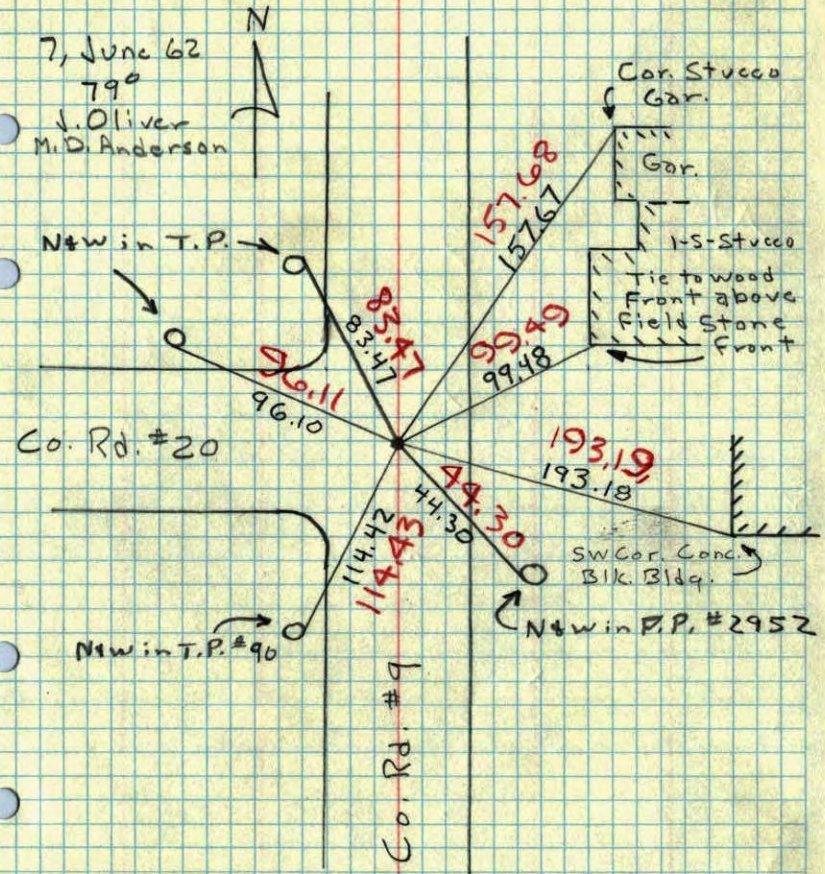 7, June 62
79°
J. Oliver
M.D. Anderson
N
Cor. Stucco
Gar.
Gar.
1-S-Stucco
Tie to wood
Front above
Field Stone
Front
N&W in T.P.
157.68
157.67
83.47
83.47
99.49
99.48
96.11
96.10
Co. Rd. #20
193.19
193.18
44.30
44.30
114.42
114.43
SW Cor. Conc.
Blk. Bldg.
N&W in P.P. #2952
N&W in T.P. #90
Co. Rd. #9